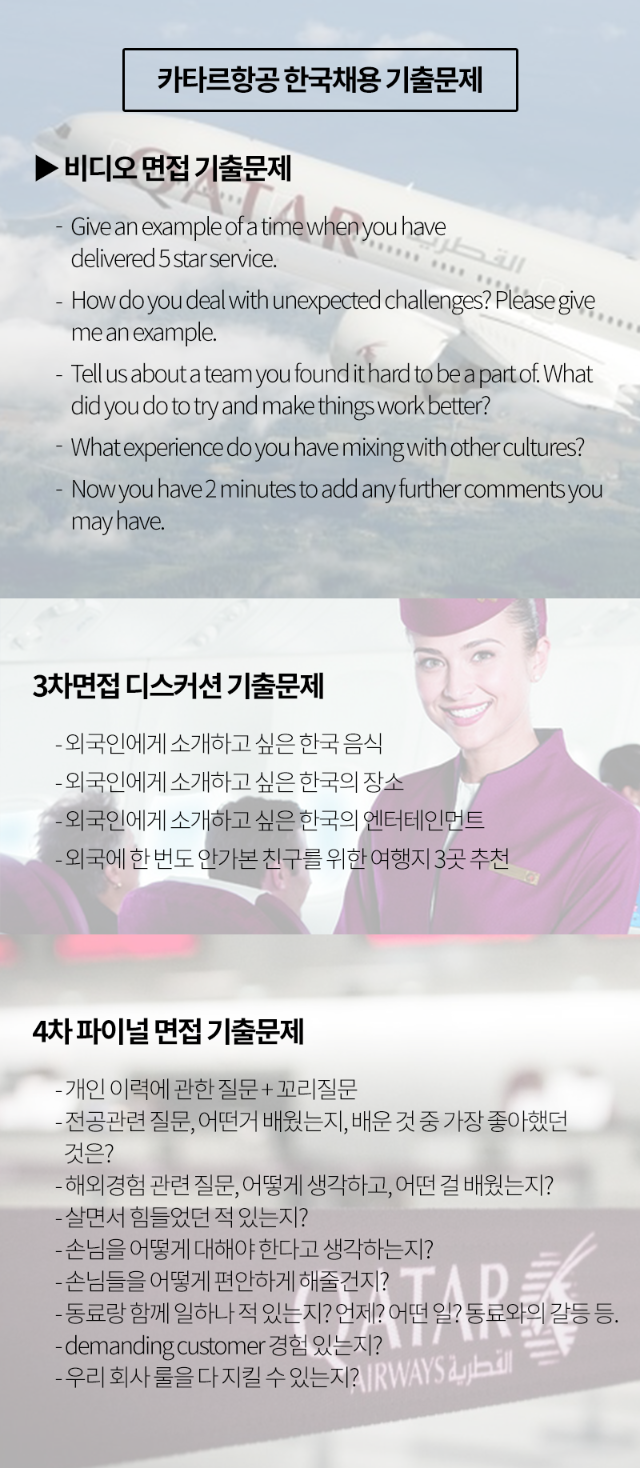 카타르항공 한국채용 기출문제
▶ 비디오 면접 기출문제
QATAR القطرية
- Give an example of a time when you have
delivered 5 star service.
- How do you deal with unexpected challenges? Please give
me an example.
- Tell us about a team you found it hard to be a part of. What
did you do to try and make things work better?
- What experience do you have mixing with other cultures?
- Now you have 2 minutes to add any further comments you
may have.
3차면접 디스커션 기출문제
- 외국인에게 소개하고 싶은 한국 음식
- 외국인에게 소개하고 싶은 한국의 장소
- 외국인에게 소개하고 싶은 한국의 엔터테인먼트
- 외국에 한 번도 안가본 친구를 위한 여행지 3곳 추천
4차 파이널 면접 기출문제
- 개인 이력에 관한 질문 + 꼬리질문
- 전공관련 질문, 어떤거 배웠는지, 배운 것 중 가장 좋아했던
것은?
- 해외경험 관련 질문, 어떻게 생각하고, 어떤 걸 배웠는지?
- 살면서 힘들었던 적 있는지?
- 손님을 어떻게 대해야 한다고 생각하는지?
- 손님들을 어떻게 편안하게 해줄건지?
- 동료랑 함께 일하나 적 있는지? 언제? 어떤 일? 동료와의 갈등 등.
- demanding customer 경험 있는지?
- 우리 회사 룰을 다 지킬 수 있는지?
QATAR
AIRWAYS القطرية